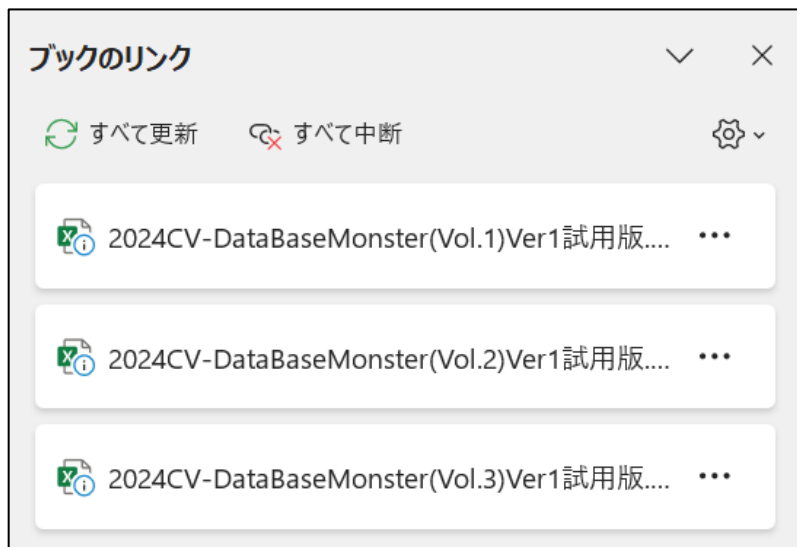 ブックのリンク
すべて更新 すべて中断
2024CV-DataBaseMonster(Vol.1)Ver1試用版....
2024CV-DataBaseMonster(Vol.2)Ver1試用版....
2024CV-DataBaseMonster(Vol.3)Ver1試用版....